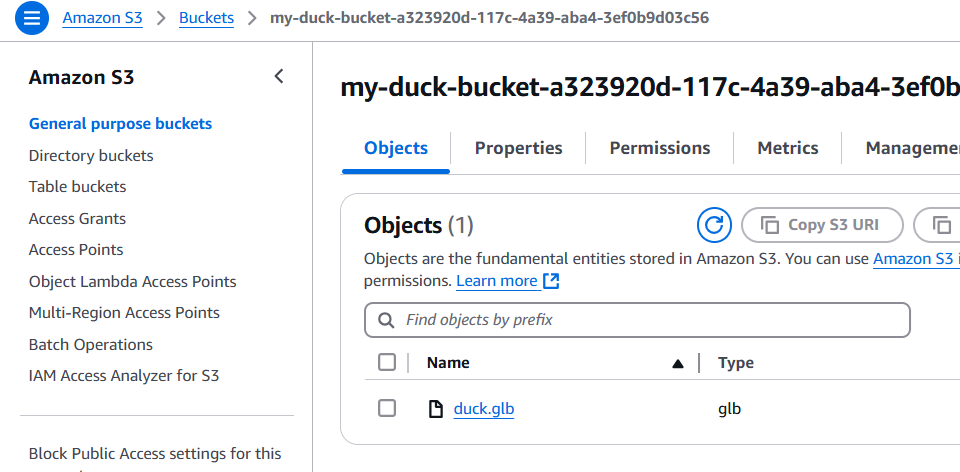 Amazon S3 > Buckets > my-duck-bucket-a323920d-117c-4a39-aba4-3ef0b9d03c56
Amazon S3
General purpose buckets
Directory buckets
Table buckets
Access Grants
Access Points
Object Lambda Access Points
Multi-Region Access Points
Batch Operations
IAM Access Analyzer for S3
Block Public Access settings for this
my-duck-bucket-a323920d-117c-4a39-aba4-3ef0b
Objects
Properties
Permissions
Metrics
Manageme
Objects (1)
Copy S3 URI
Objects are the fundamental entities stored in Amazon S3. You can use Amazon S3 i
permissions. Learn more
Find objects by prefix
Name Type
duck.glb glb